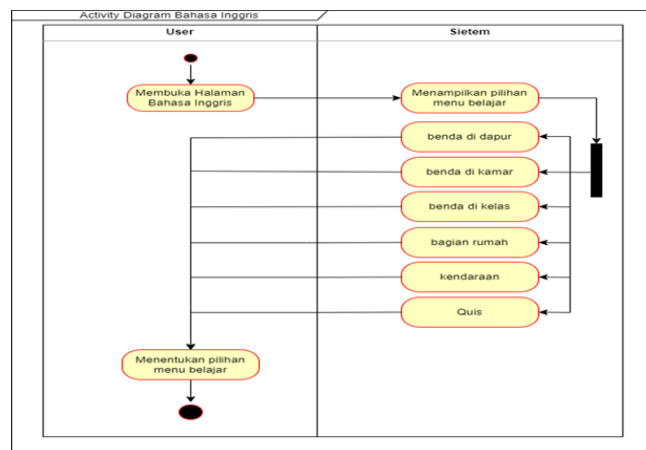 Activity Diagram Bahasa Inggris
User
Sietem
Membuka Halaman
Bahasa Inggris
Menampilkan pilihan
menu belajar
benda di dapur
benda di kamar
benda di kelas
bagian rumah
kendaraan
Quis
Menentukan pilihan
menu belajar